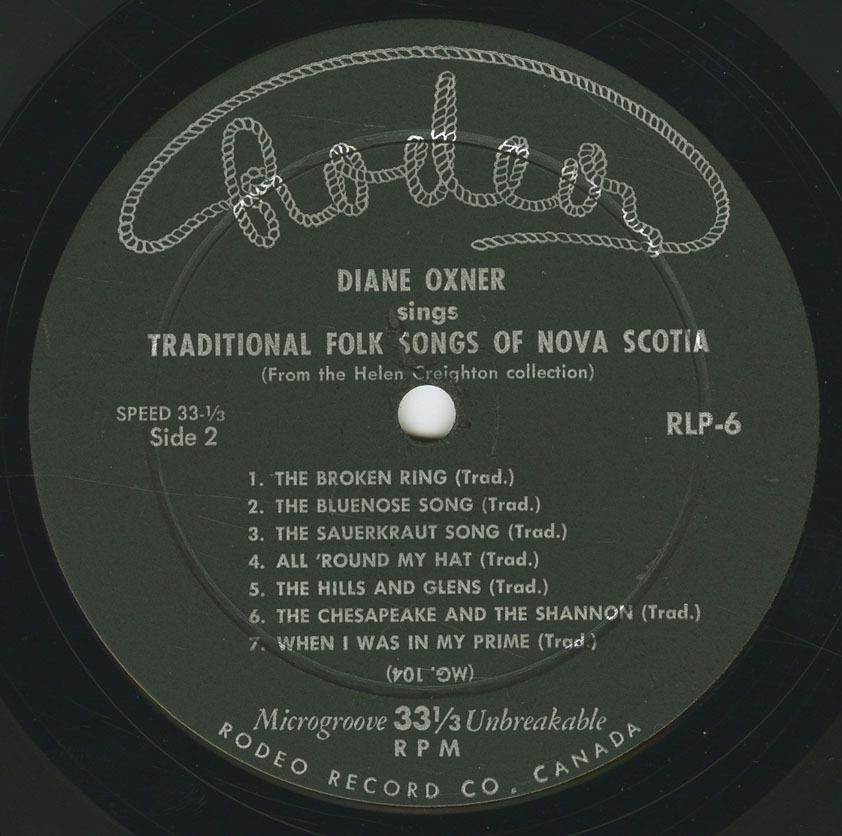 Rodeo
DIANE OXNER
sings
TRADITIONAL FOLK SONGS OF NOVA SCOTIA
(From the Helen Creighton collection)
SPEED 33-1/3
Side 2
RLP-6
1. THE BROKEN RING (Trad.)
2. THE BLUENOSE SONG (Trad.)
3. THE SAUERKRAUT SONG (Trad.)
4. ALL 'ROUND MY HAT (Trad.)
5. THE HILLS AND GLENS (Trad.)
6. THE CHESAPEAKE AND THE SHANNON (Trad.)
7. WHEN I WAS IN MY PRIME (Trad.)
(MG. 104)
Microgroove 33 1/3 Unbreakable
RPM
RODEO RECORD CO. CANADA